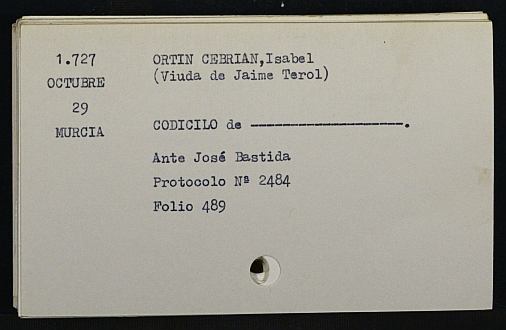 1.727
OCTUBRE
29
MURCIA
ORTIN CEBRIAN,Isabel
(Viuda de Jaime Terol)
CODICILO de -------------------.
Ante José Bastida
Protocolo Nº 2484
Folio 489